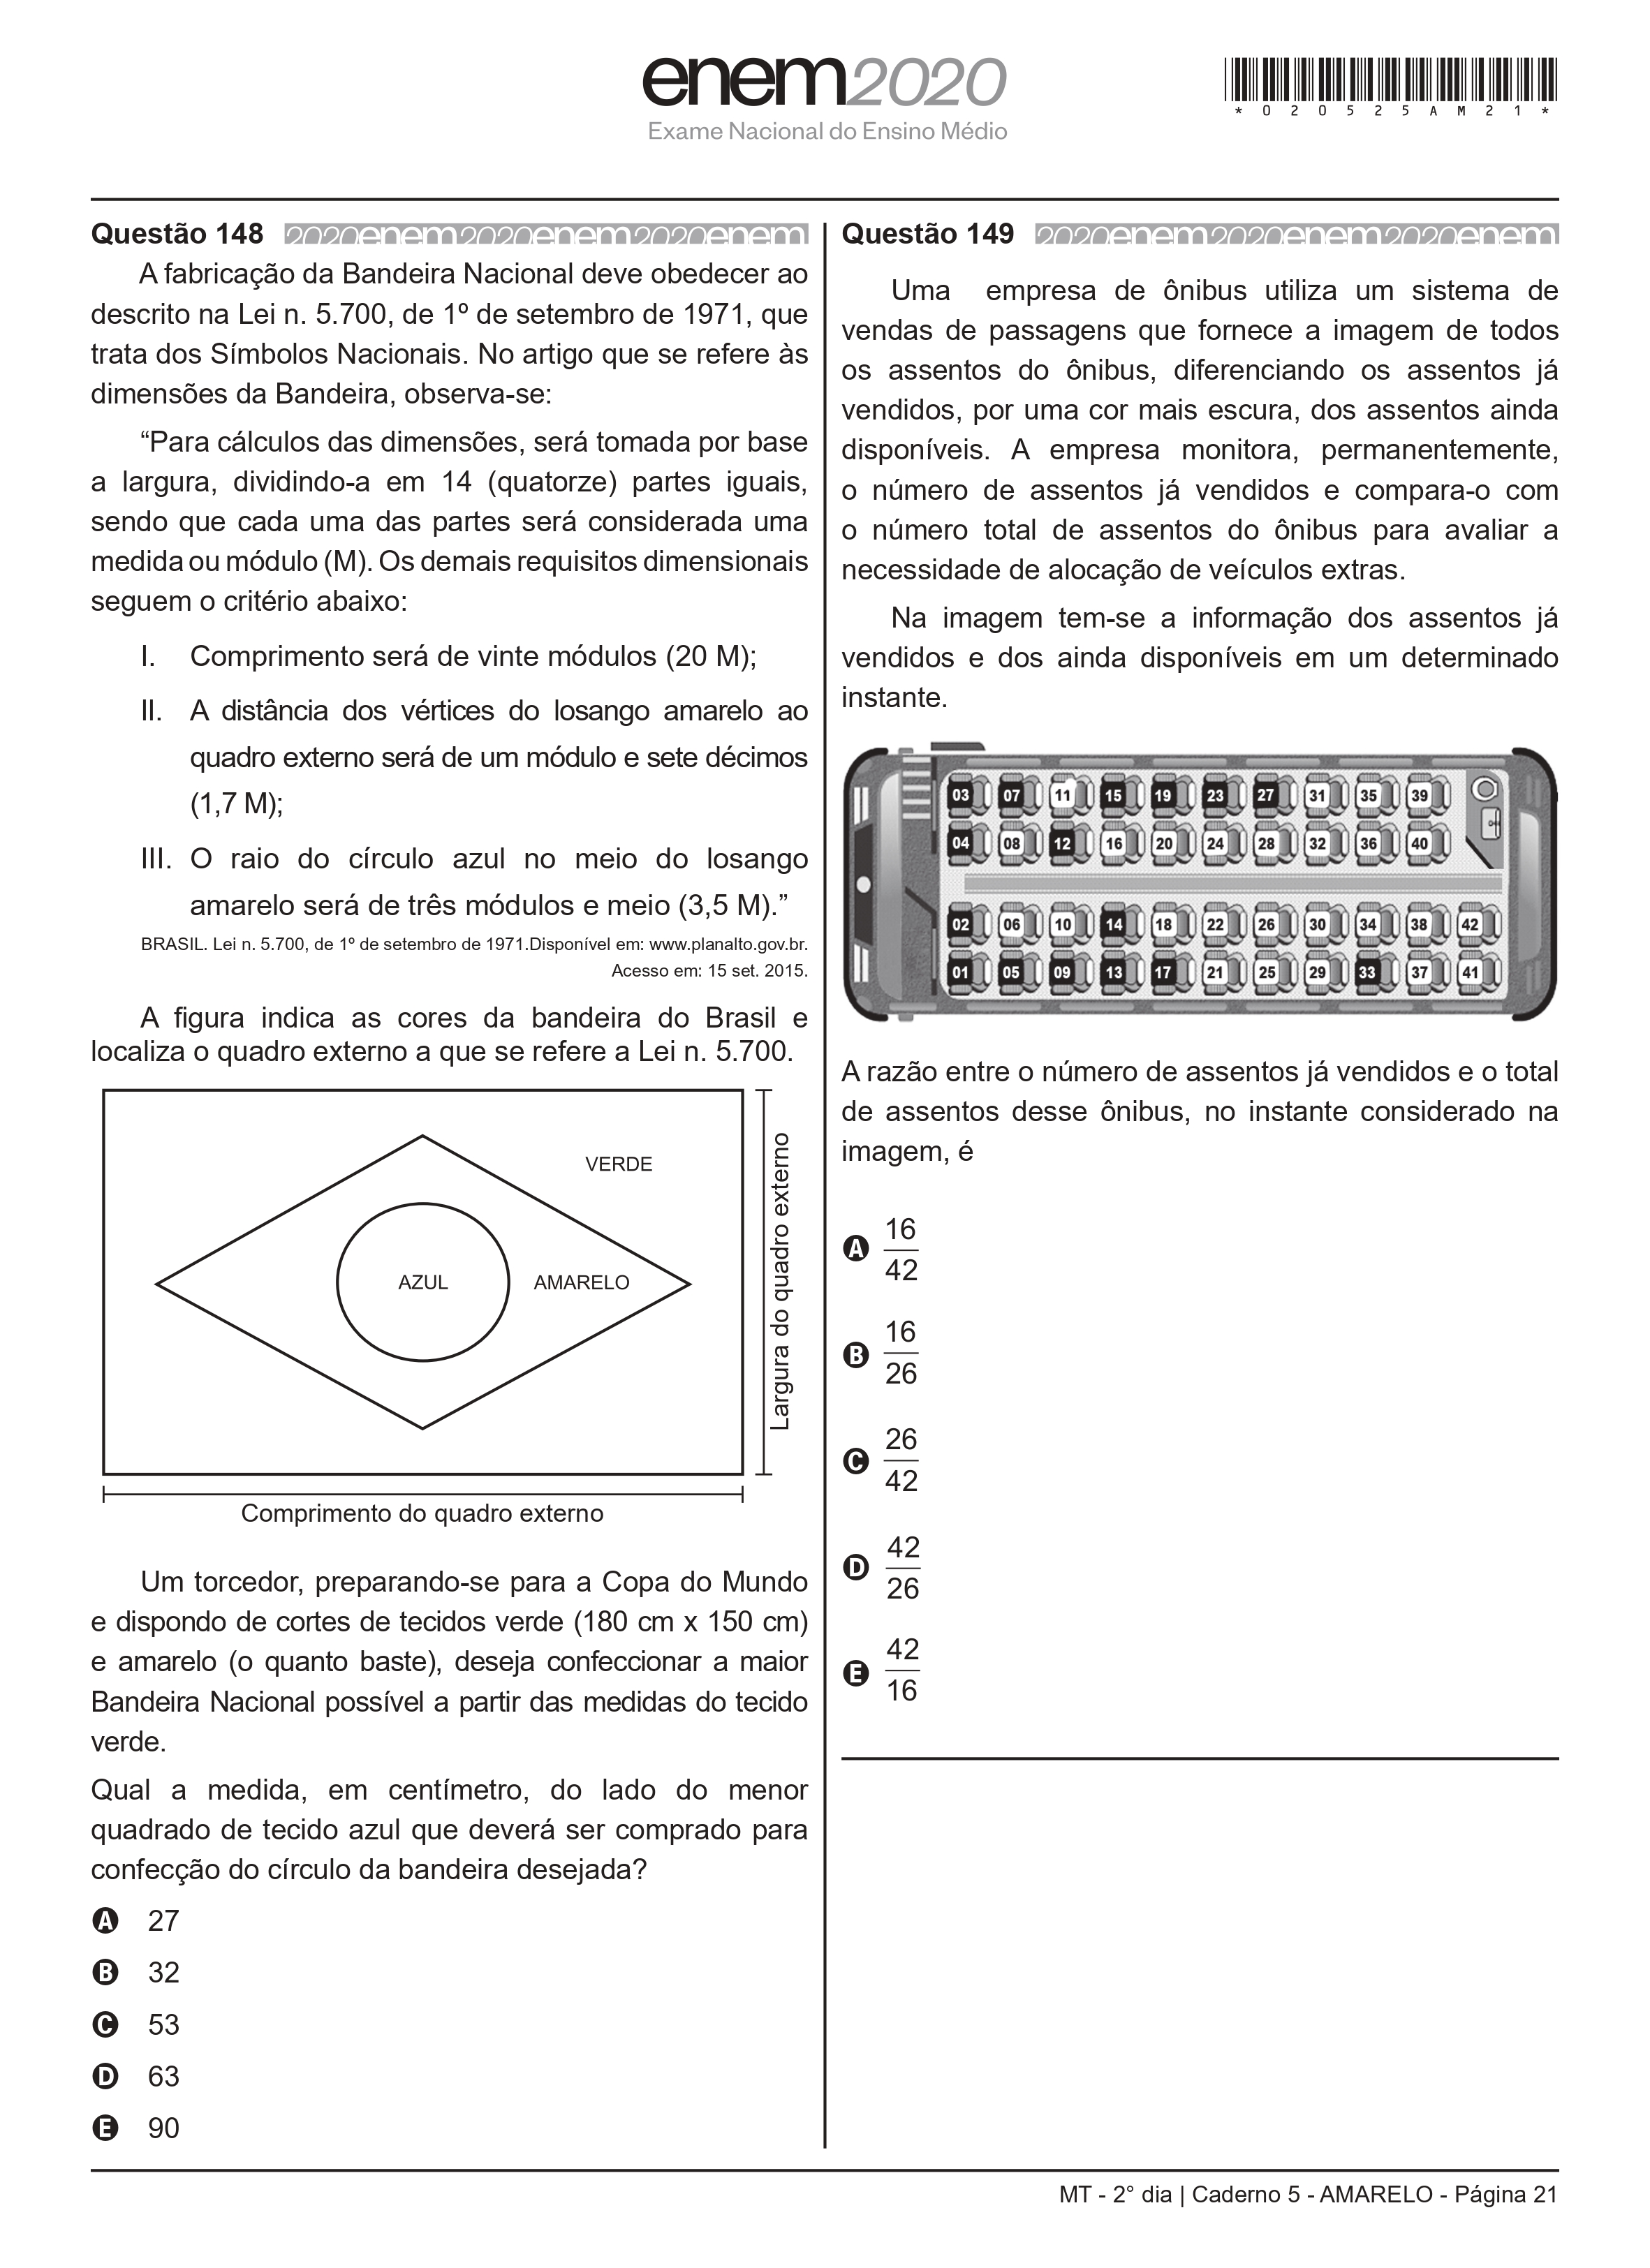 enem2020
Exame Nacional do Ensino Médio
*020525AM21*
Questão 148 2020enem2020enem2020enem
A fabricação da Bandeira Nacional deve obedecer ao
descrito na Lei n. 5.700, de 1º de setembro de 1971, que
trata dos Símbolos Nacionais. No artigo que se refere às
dimensões da Bandeira, observa-se:
“Para cálculos das dimensões, será tomada por base
a largura, dividindo-a em 14 (quatorze) partes iguais,
sendo que cada uma das partes será considerada uma
medida ou módulo (M). Os demais requisitos dimensionais
seguem o critério abaixo:
I. Comprimento será de vinte módulos (20 M);
II. A distância dos vértices do losango amarelo ao
quadro externo será de um módulo e sete décimos
(1,7 M);
III. O raio do círculo azul no meio do losango
amarelo será de três módulos e meio (3,5 M).”
BRASIL. Lei n. 5.700, de 1º de setembro de 1971.Disponível em: www.planalto.gov.br.
Acesso em: 15 set. 2015.
A figura indica as cores da bandeira do Brasil e
localiza o quadro externo a que se refere a Lei n. 5.700.
VERDE
AZUL
AMARELO
Largura do quadro externo
Comprimento do quadro externo
Um torcedor, preparando-se para a Copa do Mundo
e dispondo de cortes de tecidos verde (180 cm x 150 cm)
e amarelo (o quanto baste), deseja confeccionar a maior
Bandeira Nacional possível a partir das medidas do tecido
verde.
Qual a medida, em centímetro, do lado do menor
quadrado de tecido azul que deverá ser comprado para
confecção do círculo da bandeira desejada?
A 27
B 32
C 53
D 63
E 90
Questão 149 2020enem2020enem2020enem
Uma empresa de ônibus utiliza um sistema de
vendas de passagens que fornece a imagem de todos
os assentos do ônibus, diferenciando os assentos já
vendidos, por uma cor mais escura, dos assentos ainda
disponíveis. A empresa monitora, permanentemente,
o número de assentos já vendidos e compara-o com
o número total de assentos do ônibus para avaliar a
necessidade de alocação de veículos extras.
Na imagem tem-se a informação dos assentos já
vendidos e dos ainda disponíveis em um determinado
instante.
03 07 11 15 19 23 27 31 35 39
04 08 12 16 20 24 28 32 36 40
02 06 10 14 18 22 26 30 34 38 42
01 05 09 13 17 21 25 29 33 37 41
A razão entre o número de assentos já vendidos e o total
de assentos desse ônibus, no instante considerado na
imagem, é
A 16
42
B 16
26
C 26
42
D 42
26
E 42
16
MT - 2° dia | Caderno 5 - AMARELO - Página 21